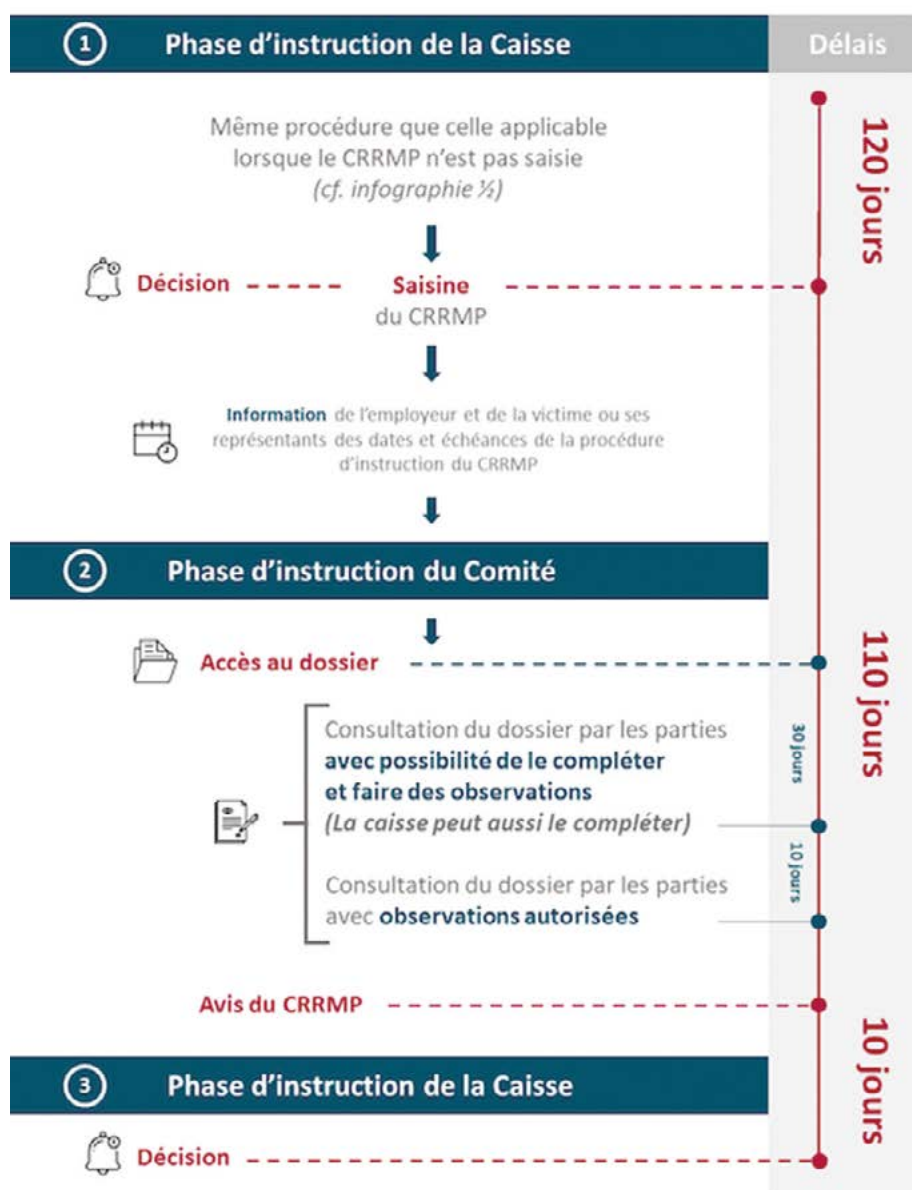 1 Phase d'instruction de la Caisse
Délais
Même procédure que celle applicable
lorsque le CRRMP n'est pas saisie
(cf. infographie ½)
120 jours
Décision
Saisine
du CRRMP
Information de l'employeur et de la victime ou ses
représentants des dates et échéances de la procédure
d'instruction du CRRMP
2 Phase d'instruction du Comité
Accès au dossier
110 jours
Consultation du dossier par les parties
avec possibilité de le compléter
et faire des observations
(La caisse peut aussi le compléter)
30 jours
Consultation du dossier par les parties
avec observations autorisées
10 jours
Avis du CRRMP
10 jours
3 Phase d'instruction de la Caisse
Décision